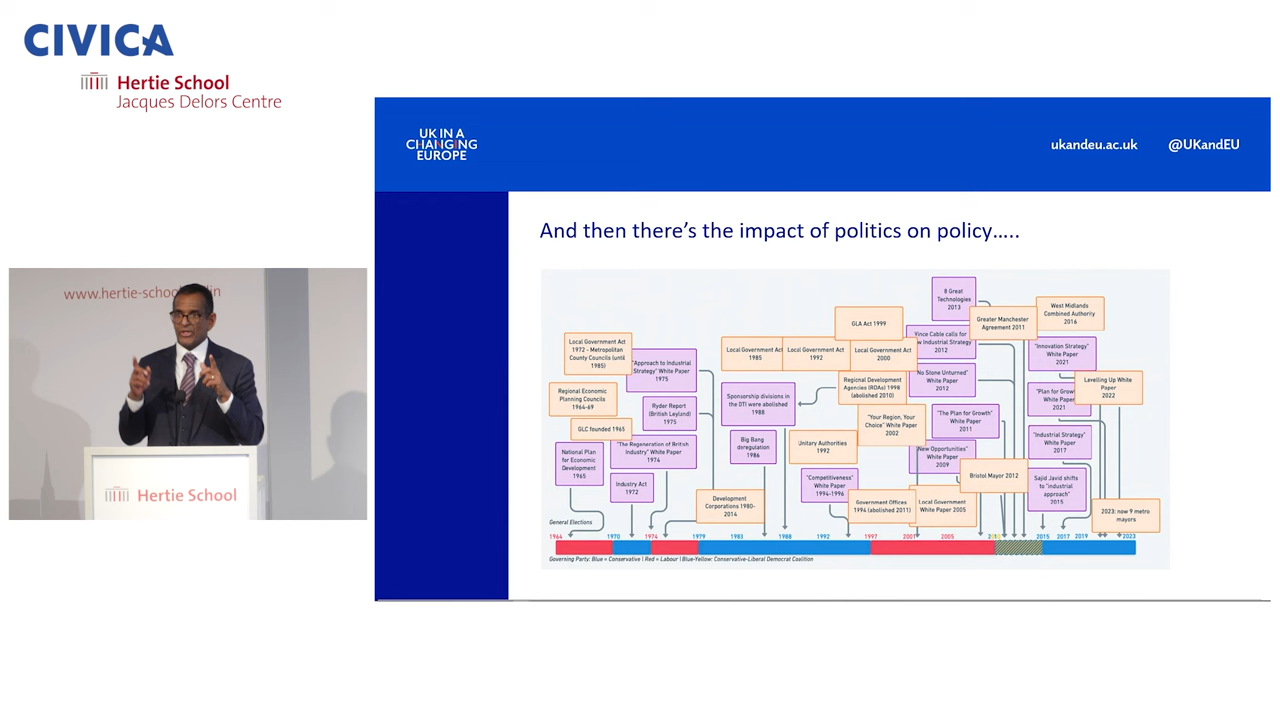 CIVICA
Hertie School
Jacques Delors Centre
UK IN A
CHANGING
EUROPE
ukandeu.ac.uk
@UKandEU
And then there's the impact of politics on policy…..
www.hertie-school
in
Hertie School
8 Great
Technologies
2013
Greater Manchester
Agreement 2011
West Midlands
Combined Authority
2016
GLA Act 1999
Vince Cable calls for
Industrial Strategy
2012
Local Government Act
1972 - Metropolitan
County Councils (until
1985)
"Approach to Industrial
Strategy" White Paper
1975
Local Government Act
1985
Local Government Act
1992
Local Government Act
2000
"Innovation Strategy"
White Paper
2021
Regional Economic
Planning Councils
1964-69
Ryder Report
(British Leyland)
1975
Sponsorship divisions in
the DTI were abolished
1988
Regional Development
Agencies (RDAs) 1998
(abolished 2010)
"No Stone Unturned"
White Paper
2012
"Plan for Grow
White Paper
2021
Levelling Up White
Paper
2022
GLC founded 1965
"Your Region, Your
Choice" White Paper
2002
"The Plan for Growth"
White Paper
2011
National Plan
for Economic
Development
1965
"The Regeneration of British
Industry" White Paper
1974
Big Bang
deregulation
1986
Unitary Authorities
1992
New Opportunities"
White Paper
2009
"Industrial Strategy"
White Paper
2017
Industry Act
1972
"Competitiveness"
White Paper
1994-1996
Bristol Mayor 2012
Sajid Javid shifts
to "industrial
approach"
2015
Development
Corporations 1980-
2014
Government Offices
1994 (abolished 2011)
Local Government
White Paper 2005
2023: now 9 metro
mayors
General Elections
1964 1970 1974 1979 1983 1988 1992 1997 2001 2005 2010 2015 2017 2019 2023
Governing Party: Blue = Conservative | Red = Labour | Blue-Yellow: Conservative-Liberal Democrat Coalition